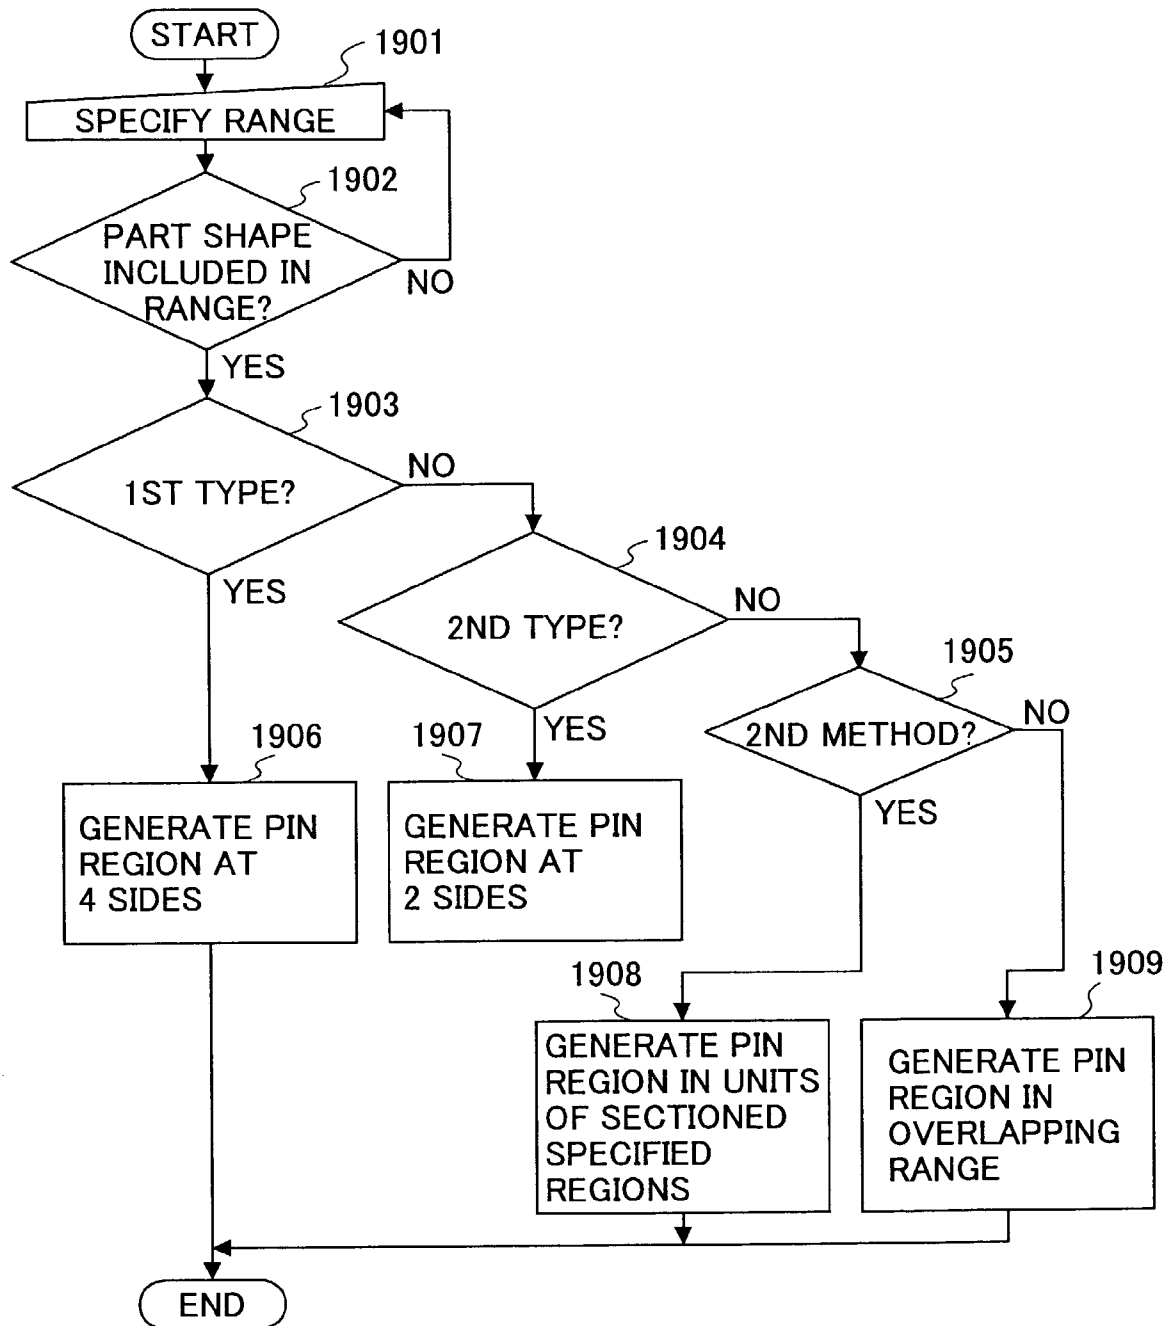 START
1901
SPECIFY RANGE
1902
PART SHAPE
INCLUDED IN
RANGE?
NO
YES
1903
1ST TYPE?
NO
YES
1904
2ND TYPE?
NO
YES
1905
2ND METHOD?
NO
YES
1906
GENERATE PIN
REGION AT
4 SIDES
1907
GENERATE PIN
REGION AT
2 SIDES
1908
GENERATE PIN
REGION IN UNITS
OF SECTIONED
SPECIFIED
REGIONS
1909
GENERATE PIN
REGION IN
OVERLAPPING
RANGE
END